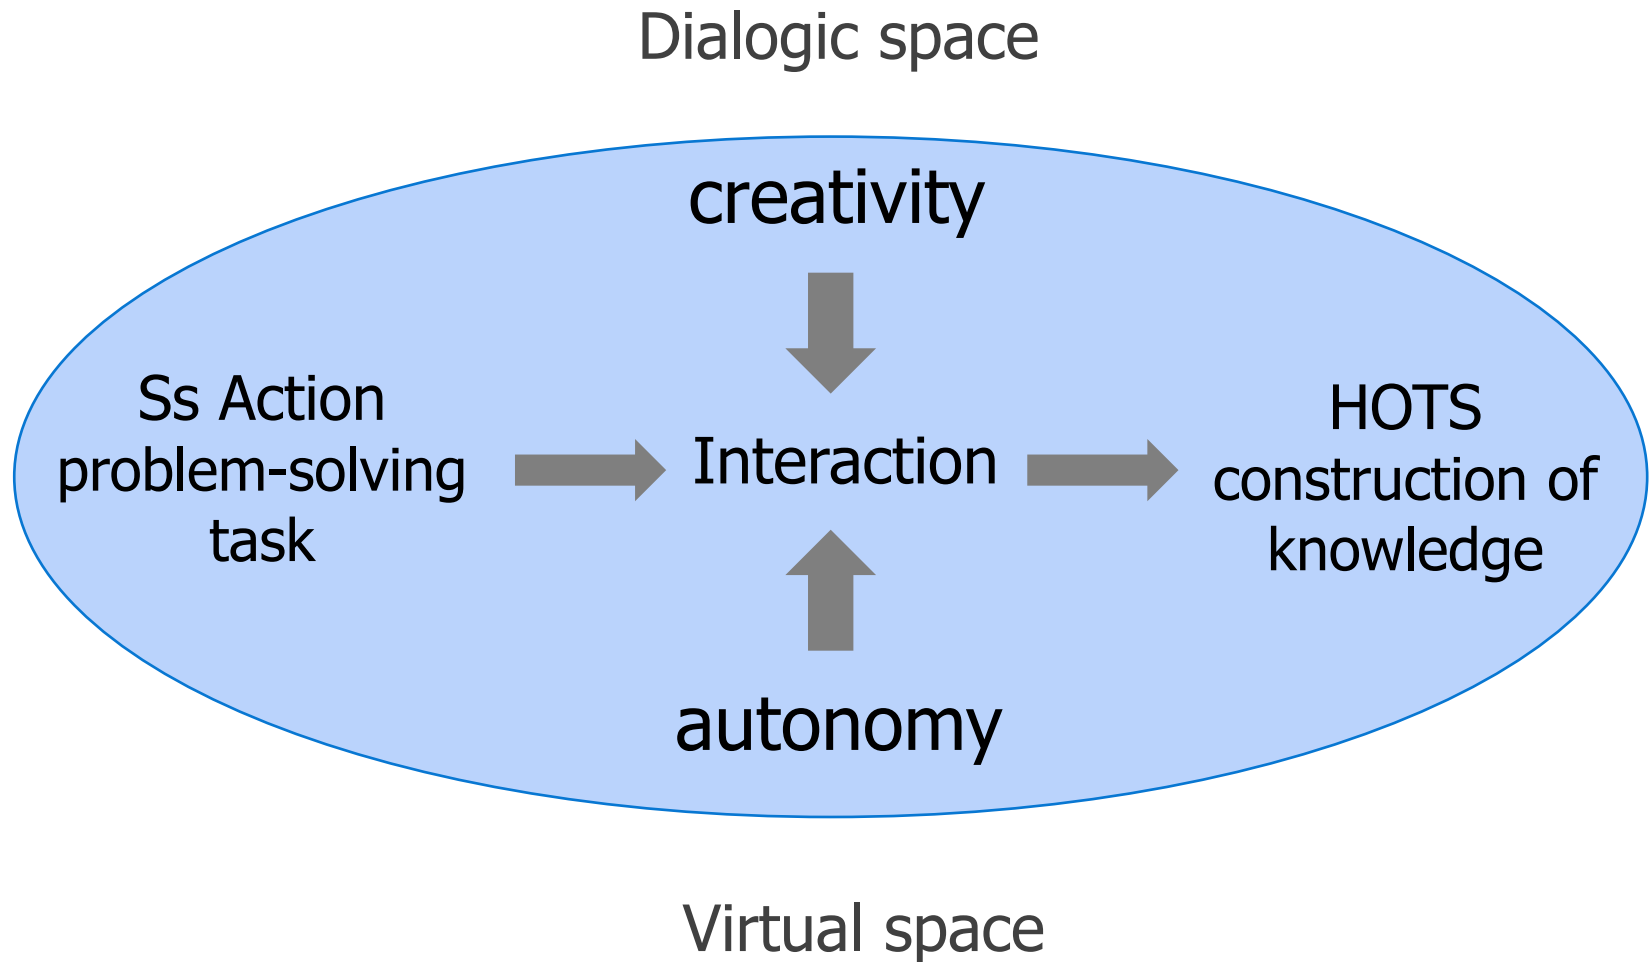 Dialogic space
creativity
Ss Action
problem-solving
task
Interaction
HOTS
construction of
knowledge
autonomy
Virtual space